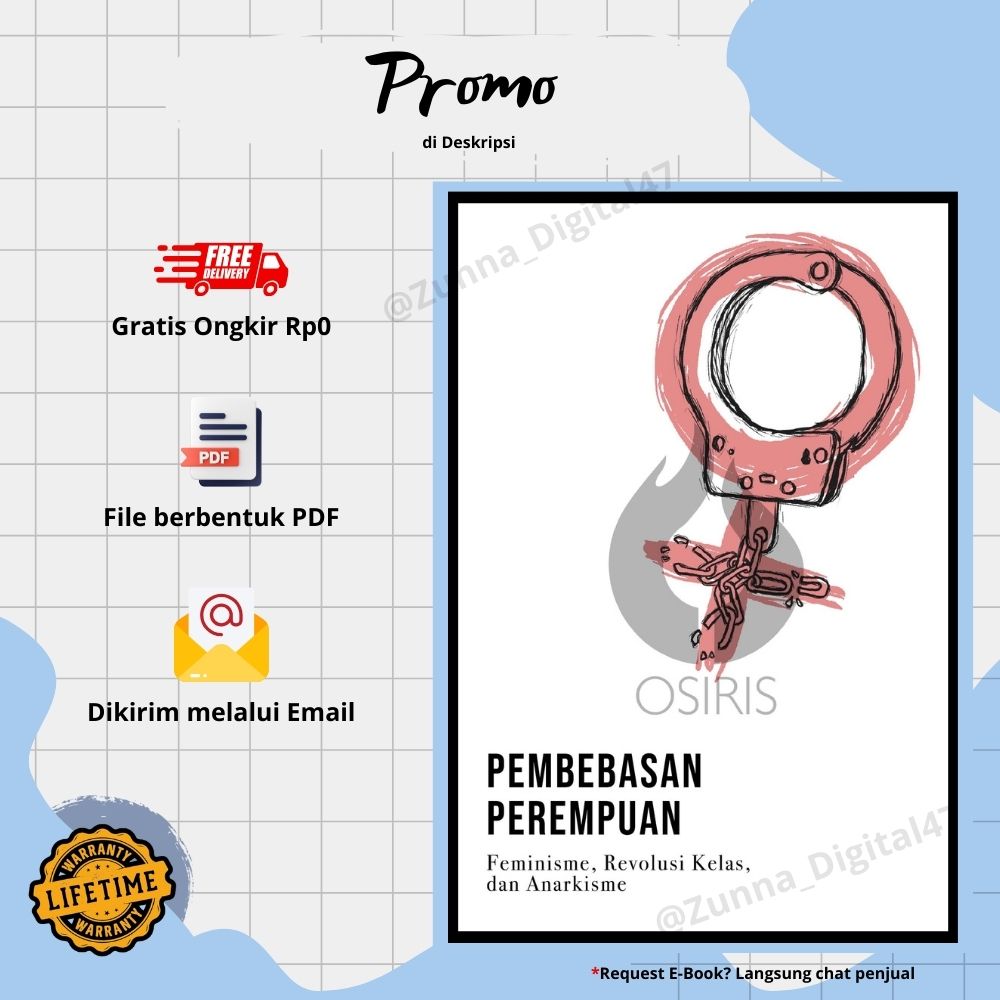 Promo
di Deskripsi
FREE
DELIVERY
Gratis Ongkir Rp0
PDF
File berbentuk PDF
@
Dikirim melalui Email
WARRANTY
LIFETIME
WARRANTY
@Zunna_Digital47
OSIRIS
PEMBEBASAN
PEREMPUAN
Feminisme, Revolusi Kelas,
dan Anarkisme
@Zunna_Digital47
*Request E-Book? Langsung chat penjual